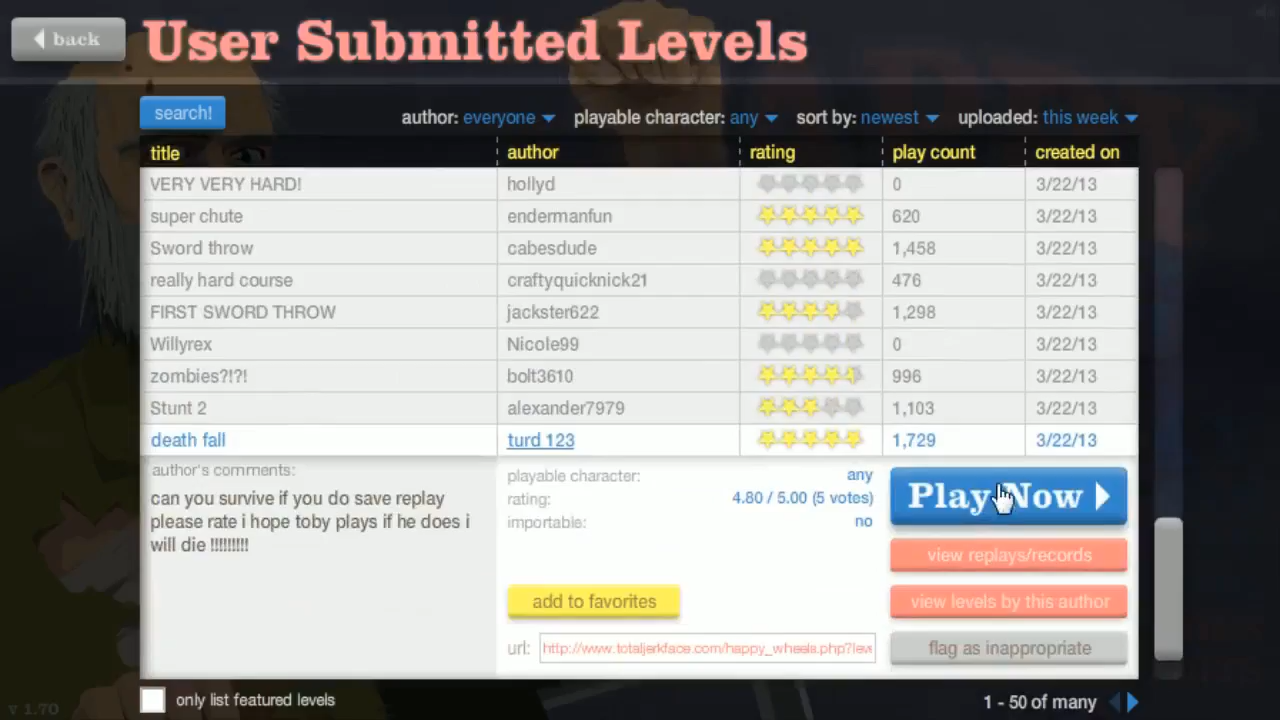 back
User Submitted Levels
search! author: everyone playable character: any sort by: newest uploaded: this week
title author rating play count created on
VERY VERY HARD! hollyd 0 3/22/13
super chute endermanfun 620 3/22/13
Sword throw cabesdude 1,458 3/22/13
really hard course craftyquicknick21 476 3/22/13
FIRST SWORD THROW jackster622 1,298 3/22/13
Willyrex Nicole99 0 3/22/13
zombies?!?! bolt3610 996 3/22/13
Stunt 2 alexander7979 1,103 3/22/13
death fall turd 123 1,729 3/22/13
author's comments:
can you survive if you do save replay
please rate i hope toby plays if he does i
will die !!!!!!!!!
playable character: any
rating: 4.80 / 5.00 (5 votes)
importable: no
add to favorites
url: http://www.totaljerkface.com/happy_wheels.php?leve
Play Now
view replays/records
view levels by this author
flag as inappropriate
v 1.70
only list featured levels
1 - 50 of many